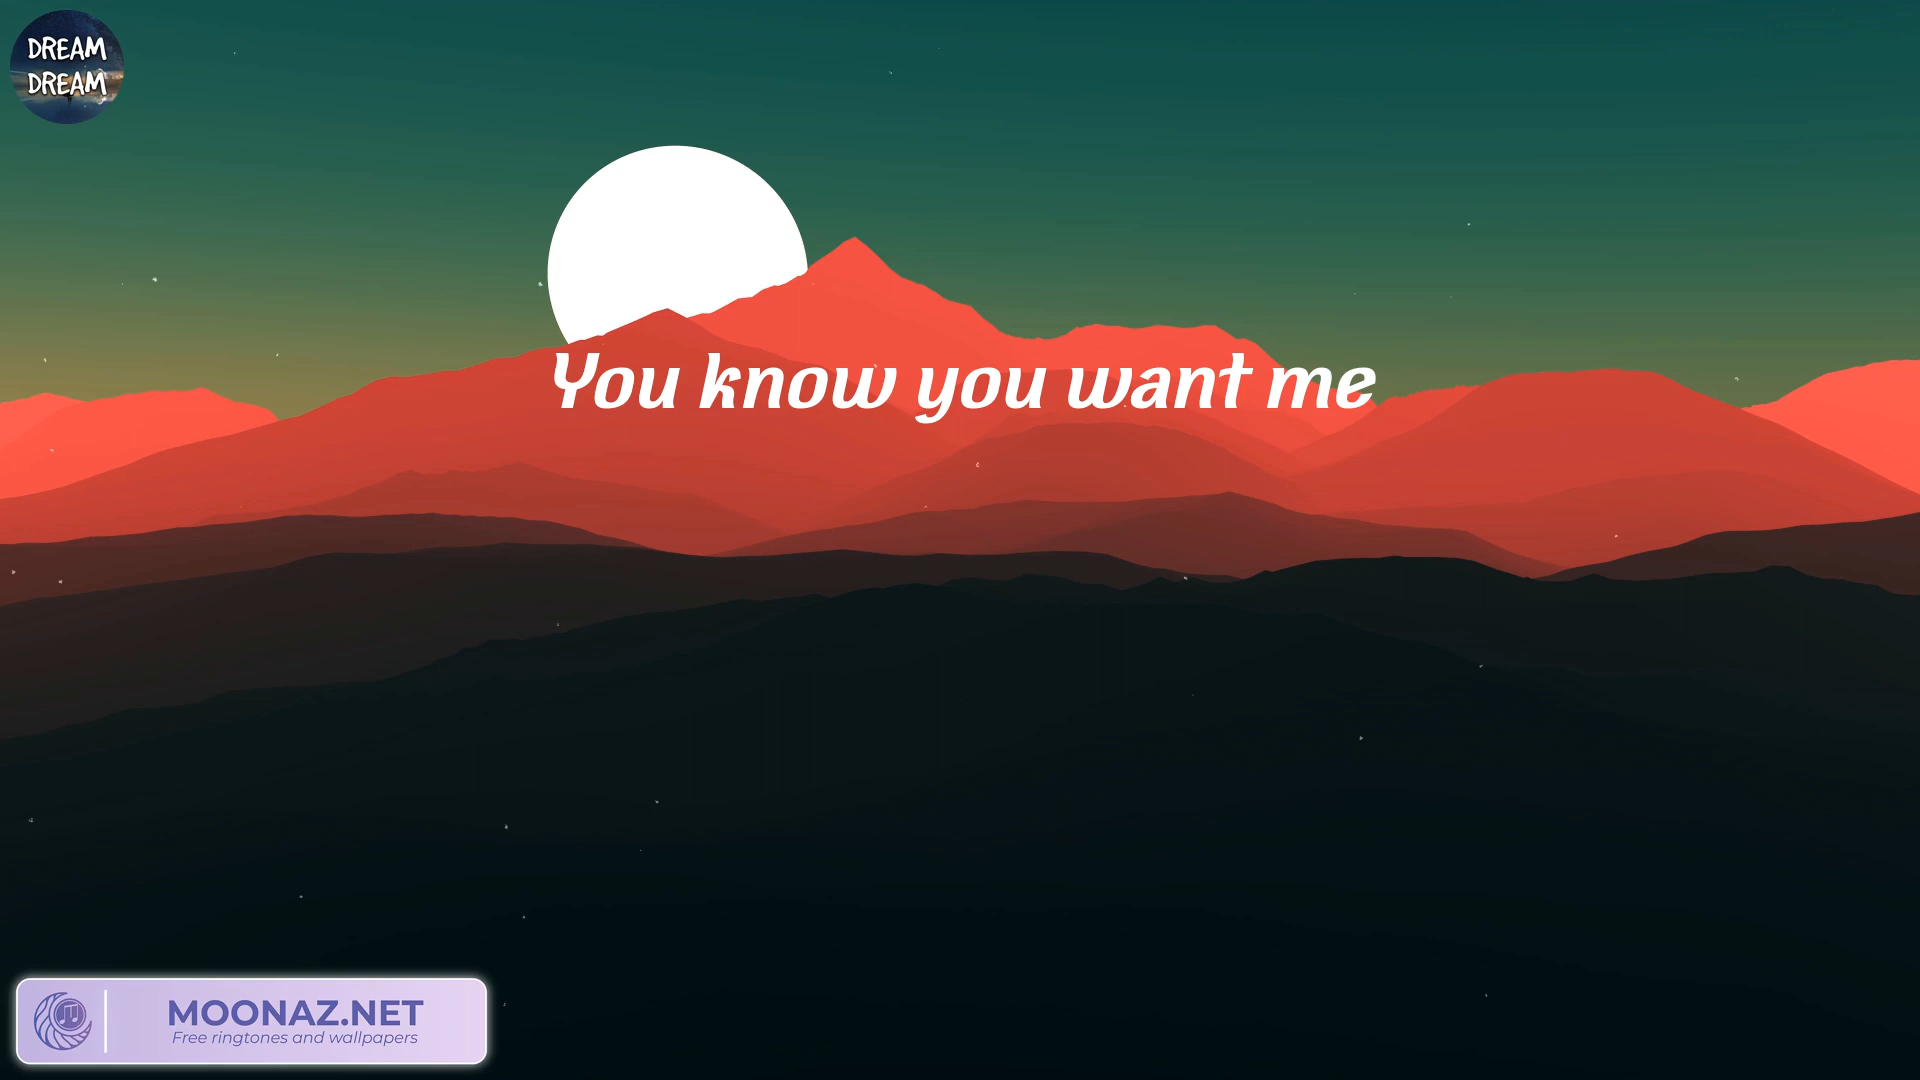 DREAM
DREAM
You know you want me
MOONAZ.NET
Free ringtones and wallpapers